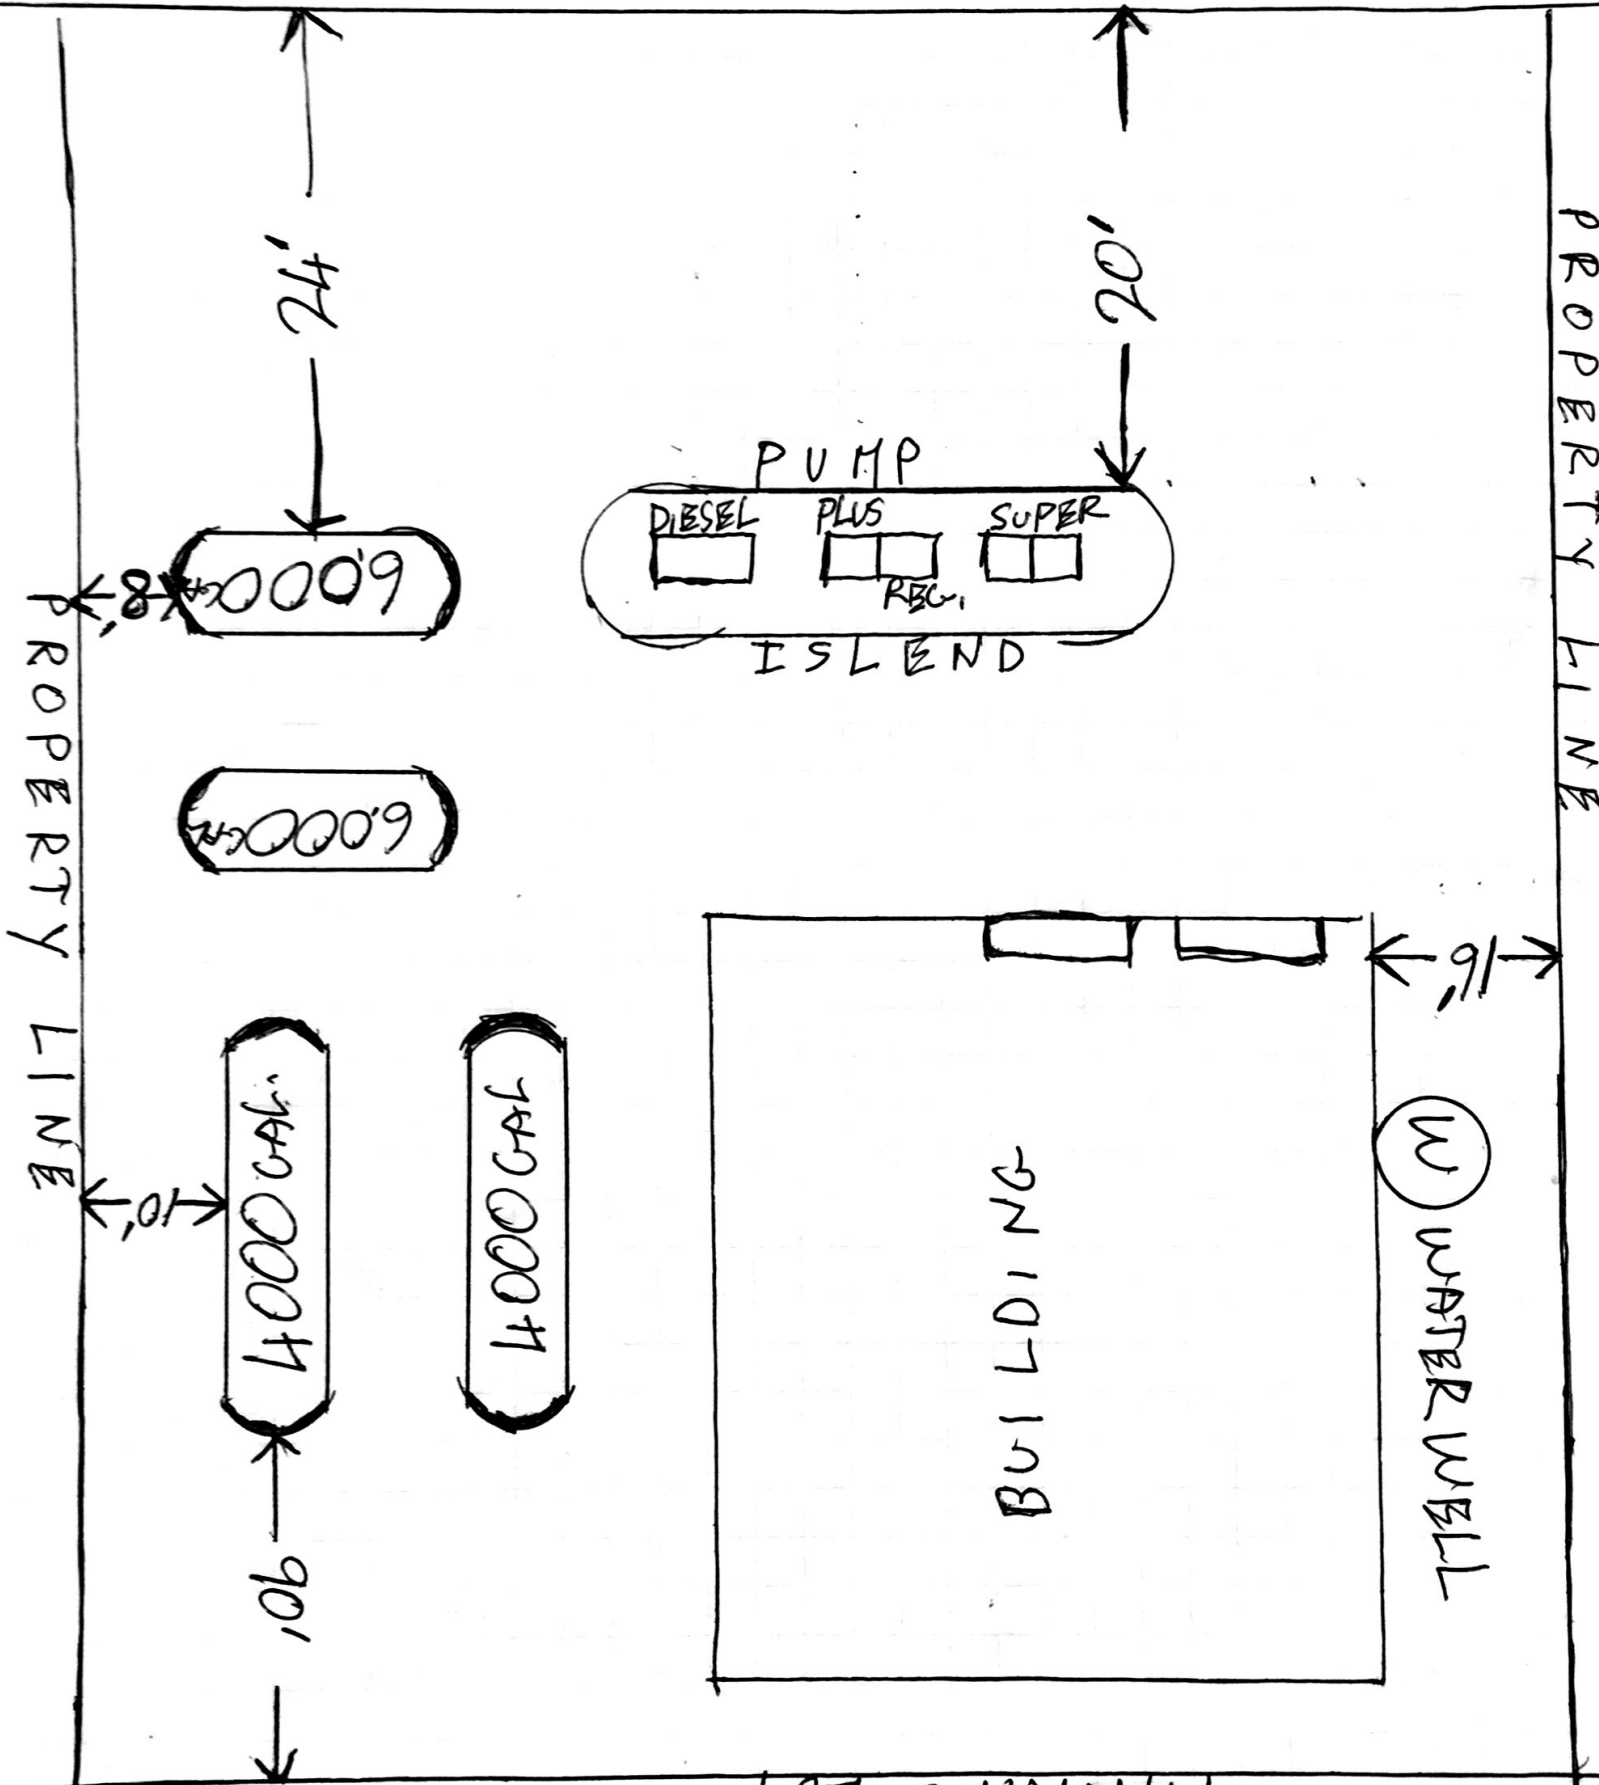 24'
20'
PROPERTY LINE
PUMP
DIESEL PLUS SUPER
REG.
ISLEND
8'
6,000 GAL
6,000 GAL
PROPERTY LINE
16'
W
WATER WELL
4000 GAL.
4000 GAL
BUILDING
10'
90'